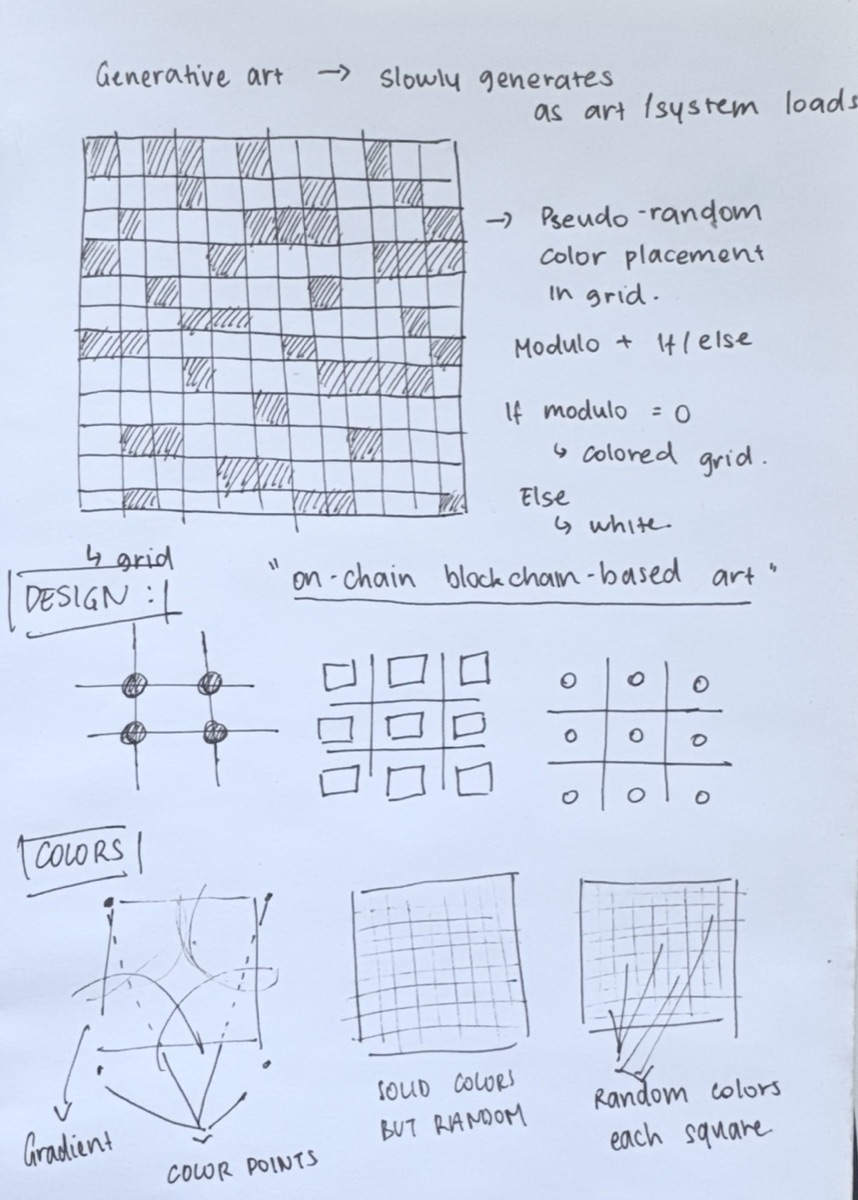 Generative art → slowly generates
as art /system loads
→ Pseudo-random
color placement
in grid.
Modulo + If/else
If modulo = 0
↳ colored grid.
Else
↳ white.
↳ grid
"on-chain blockchain-based art"
DESIGN :
COLORS
SOLID COLORS
BUT RANDOM
Random colors
each square
Gradient
COLOR POINTS